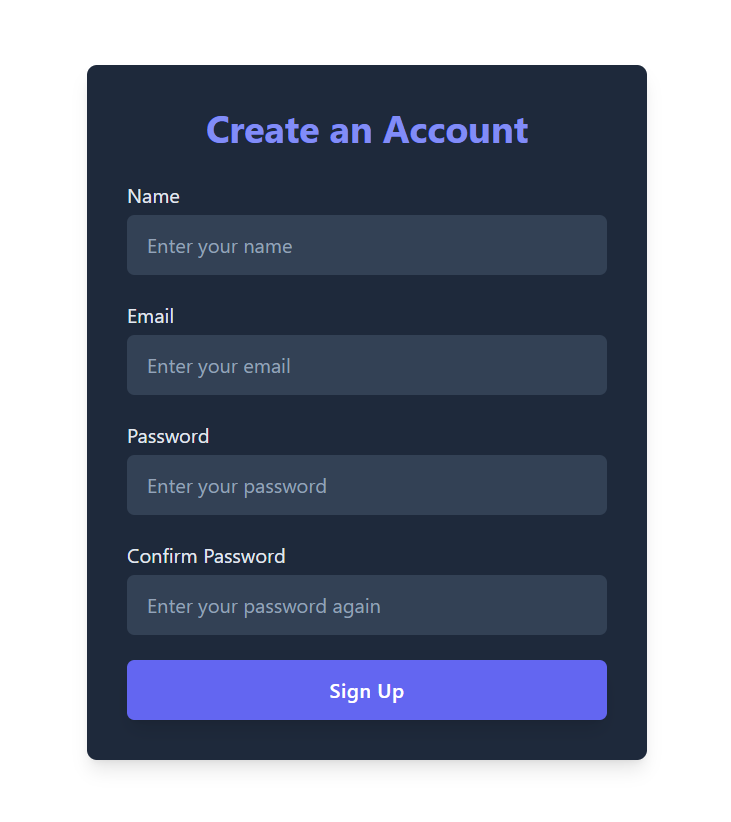 Create an Account
Name
Enter your name
Email
Enter your email
Password
Enter your password
Confirm Password
Enter your password again
Sign Up